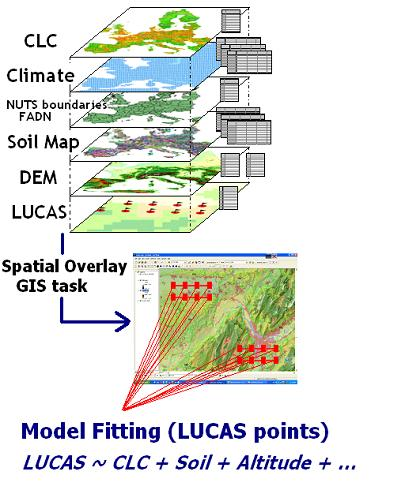 CLC
Climate
NUTS boundaries
FADN
Soil Map
DEM
LUCAS
Spatial Overlay
GIS task
Model Fitting (LUCAS points)
LUCAS ~ CLC + Soil + Altitude + ...